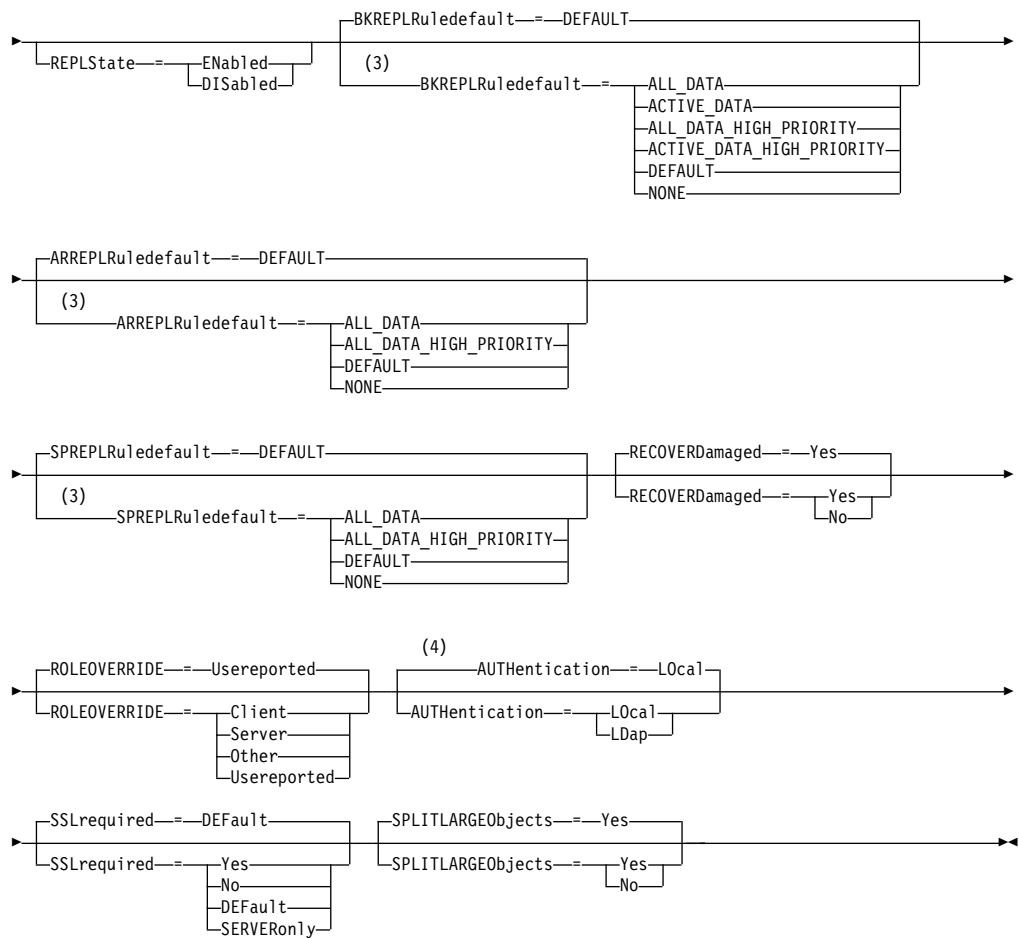 BKREPLRuledefault = DEFAULT
REPLState = ENabled
DISabled
(3)
BKREPLRuledefault = ALL_DATA
ACTIVE_DATA
ALL_DATA_HIGH_PRIORITY
ACTIVE_DATA_HIGH_PRIORITY
DEFAULT
NONE
ARREPLRuledefault = DEFAULT
(3)
ARREPLRuledefault = ALL_DATA
ALL_DATA_HIGH_PRIORITY
DEFAULT
NONE
SPREPLRuledefault = DEFAULT
(3)
SPREPLRuledefault = ALL_DATA
ALL_DATA_HIGH_PRIORITY
DEFAULT
NONE
RECOVERDamaged = Yes
RECOVERDamaged = Yes
No
ROLEOVERRIDE = Usereported
ROLEOVERRIDE = Client
Server
Other
Usereported
(4)
AUTHentication = LOcal
AUTHentication = LOcal
LDap
SSLrequired = DEFault
SSLrequired = Yes
No
DEFault
SERVERonly
SPLITLARGEObjects = Yes
SPLITLARGEObjects = Yes
No